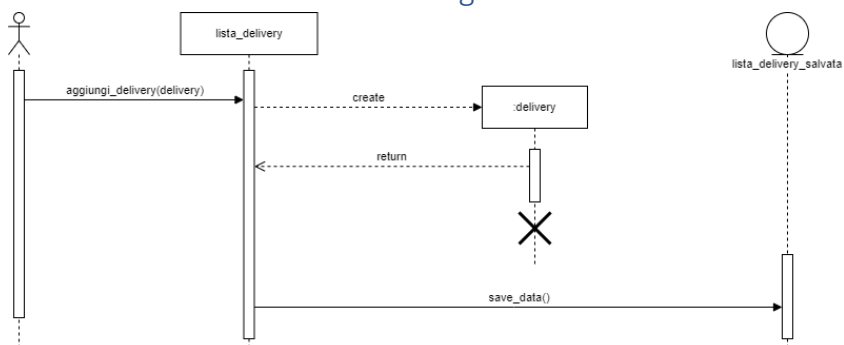 lista_delivery
lista_delivery_salvata
aggiungi_delivery(delivery)
create
:delivery
return
save_data()